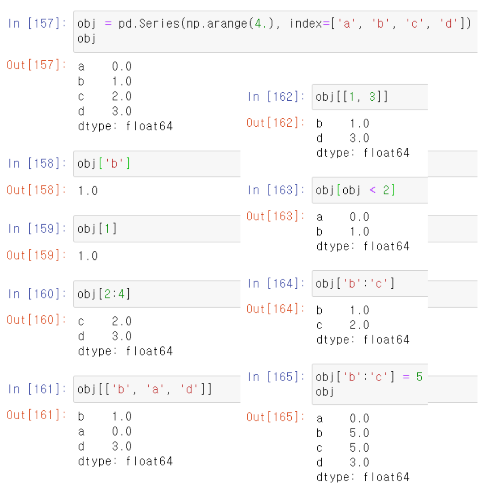 In [157]: obj = pd.Series(np.arange(4.), index=['a', 'b', 'c', 'd'])
obj
Out[157]: a 0.0
b 1.0
c 2.0
d 3.0
dtype: float64
In [158]: obj['b']
Out[158]: 1.0
In [159]: obj[1]
Out[159]: 1.0
In [160]: obj[2:4]
Out[160]: c 2.0
d 3.0
dtype: float64
In [161]: obj[['b', 'a', 'd']]
Out[161]: b 1.0
a 0.0
d 3.0
dtype: float64
In [162]: obj[[1, 3]]
Out[162]: b 1.0
d 3.0
dtype: float64
In [163]: obj[obj < 2]
Out[163]: a 0.0
b 1.0
dtype: float64
In [164]: obj['b':'c']
Out[164]: b 1.0
c 2.0
dtype: float64
In [165]: obj['b':'c'] = 5
obj
Out[165]: a 0.0
b 5.0
c 5.0
d 3.0
dtype: float64